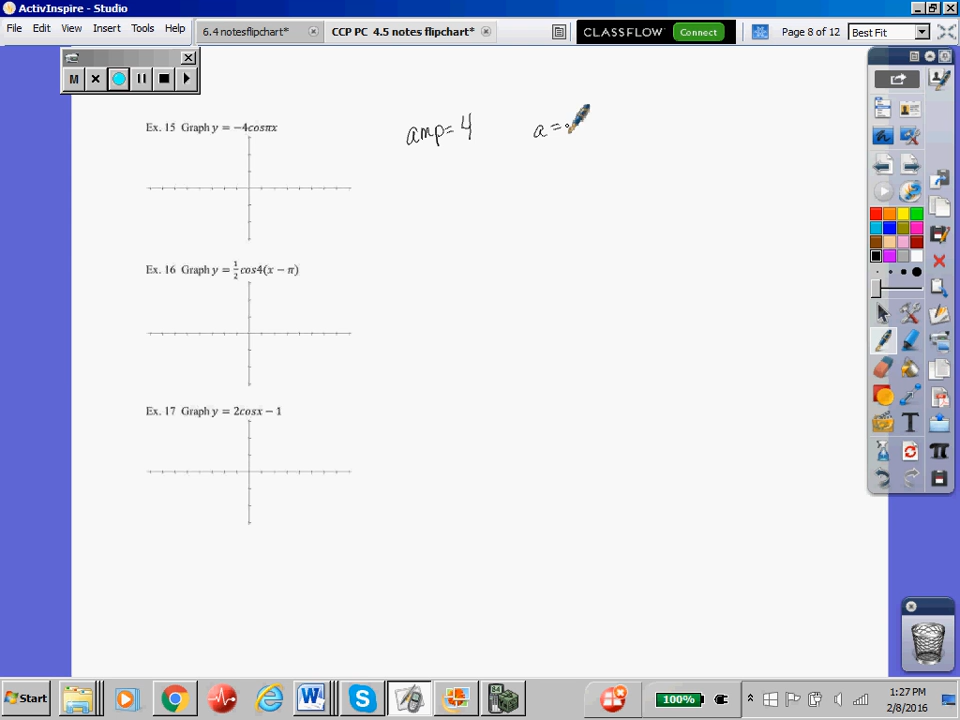 ActivInspire - Studio
File Edit View Insert Tools Help
6.4 notesflipchart*
CCP PC 4.5 notes flipchart*
CLASSFLOW Connect
Page 8 of 12
Best Fit
M
Ex. 15 Graph y = −4cosπx
amp = 4 a =
Ex. 16 Graph y = 1/2 cos4(x − π)
Ex. 17 Graph y = 2cosx − 1
T
Start
100%
1:27 PM
2/8/2016